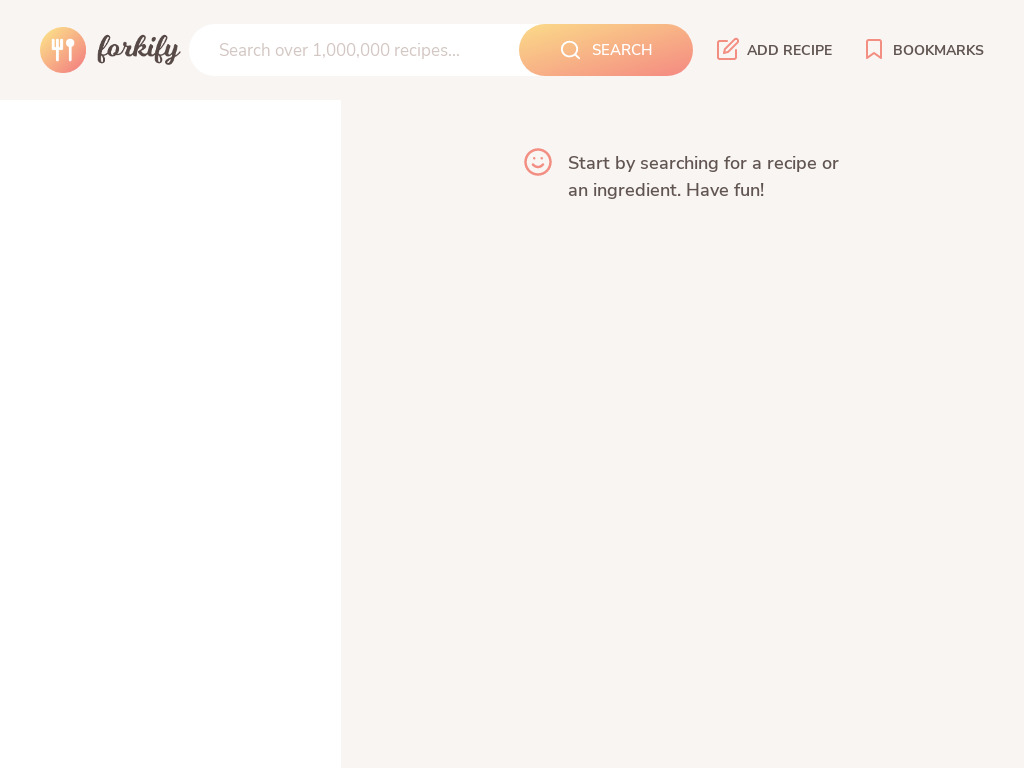 forkify
Search over 1,000,000 recipes...
SEARCH
ADD RECIPE
BOOKMARKS
Start by searching for a recipe or
an ingredient. Have fun!